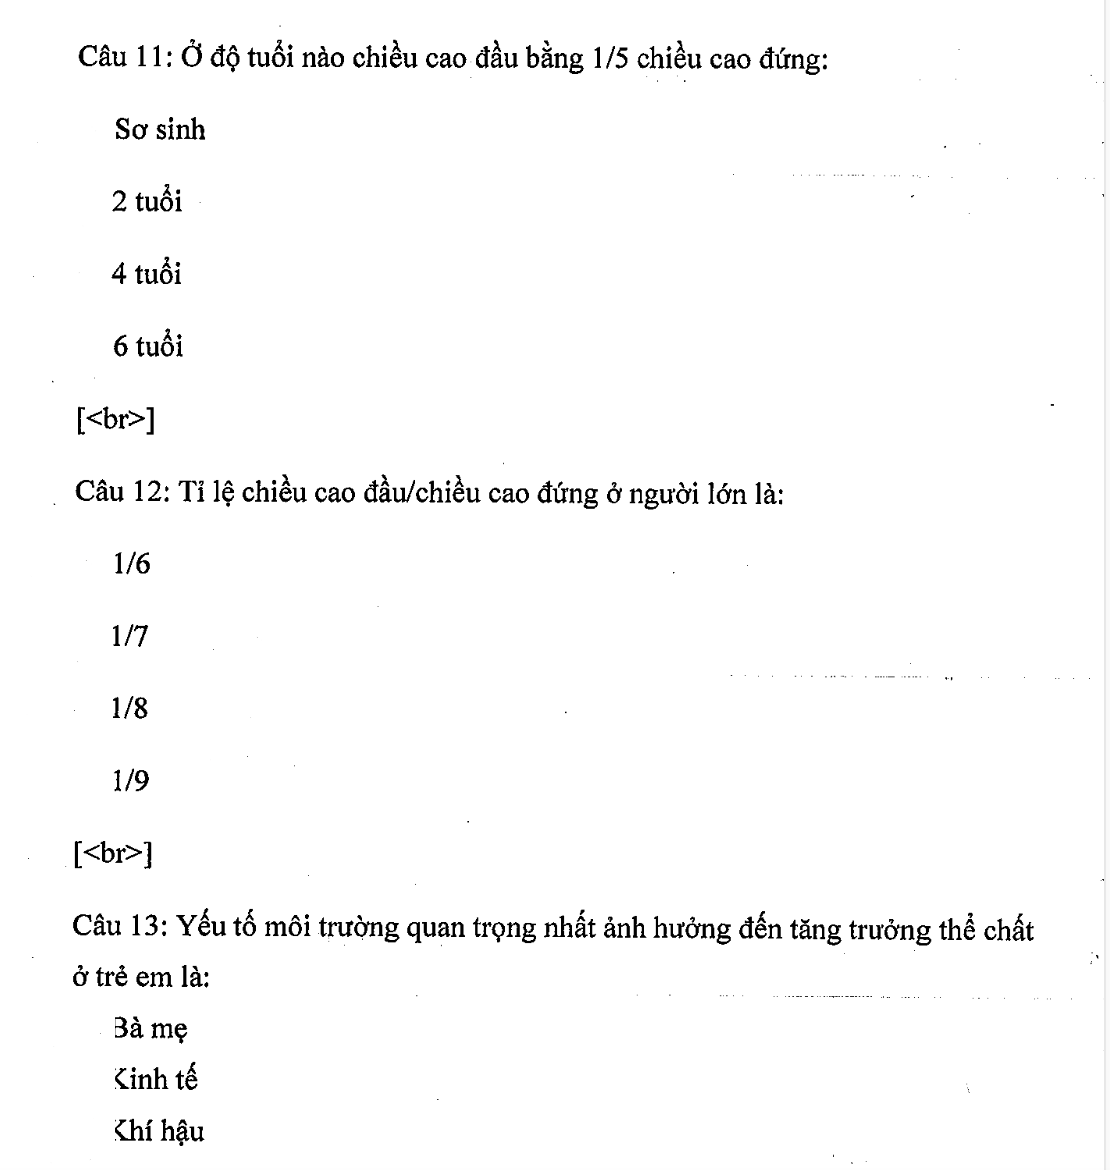 Câu 11: Ở độ tuổi nào chiều cao đầu bằng 1/5 chiều cao đứng:
Sơ sinh
2 tuổi
4 tuổi
6 tuổi
[<br>]
Câu 12: Tỉ lệ chiều cao đầu/chiều cao đứng ở người lớn là:
1/6
1/7
1/8
1/9
[<br>]
Câu 13: Yếu tố môi trường quan trọng nhất ảnh hưởng đến tăng trưởng thể chất
ở trẻ em là:
Bà mẹ
Kinh tế
Khí hậu